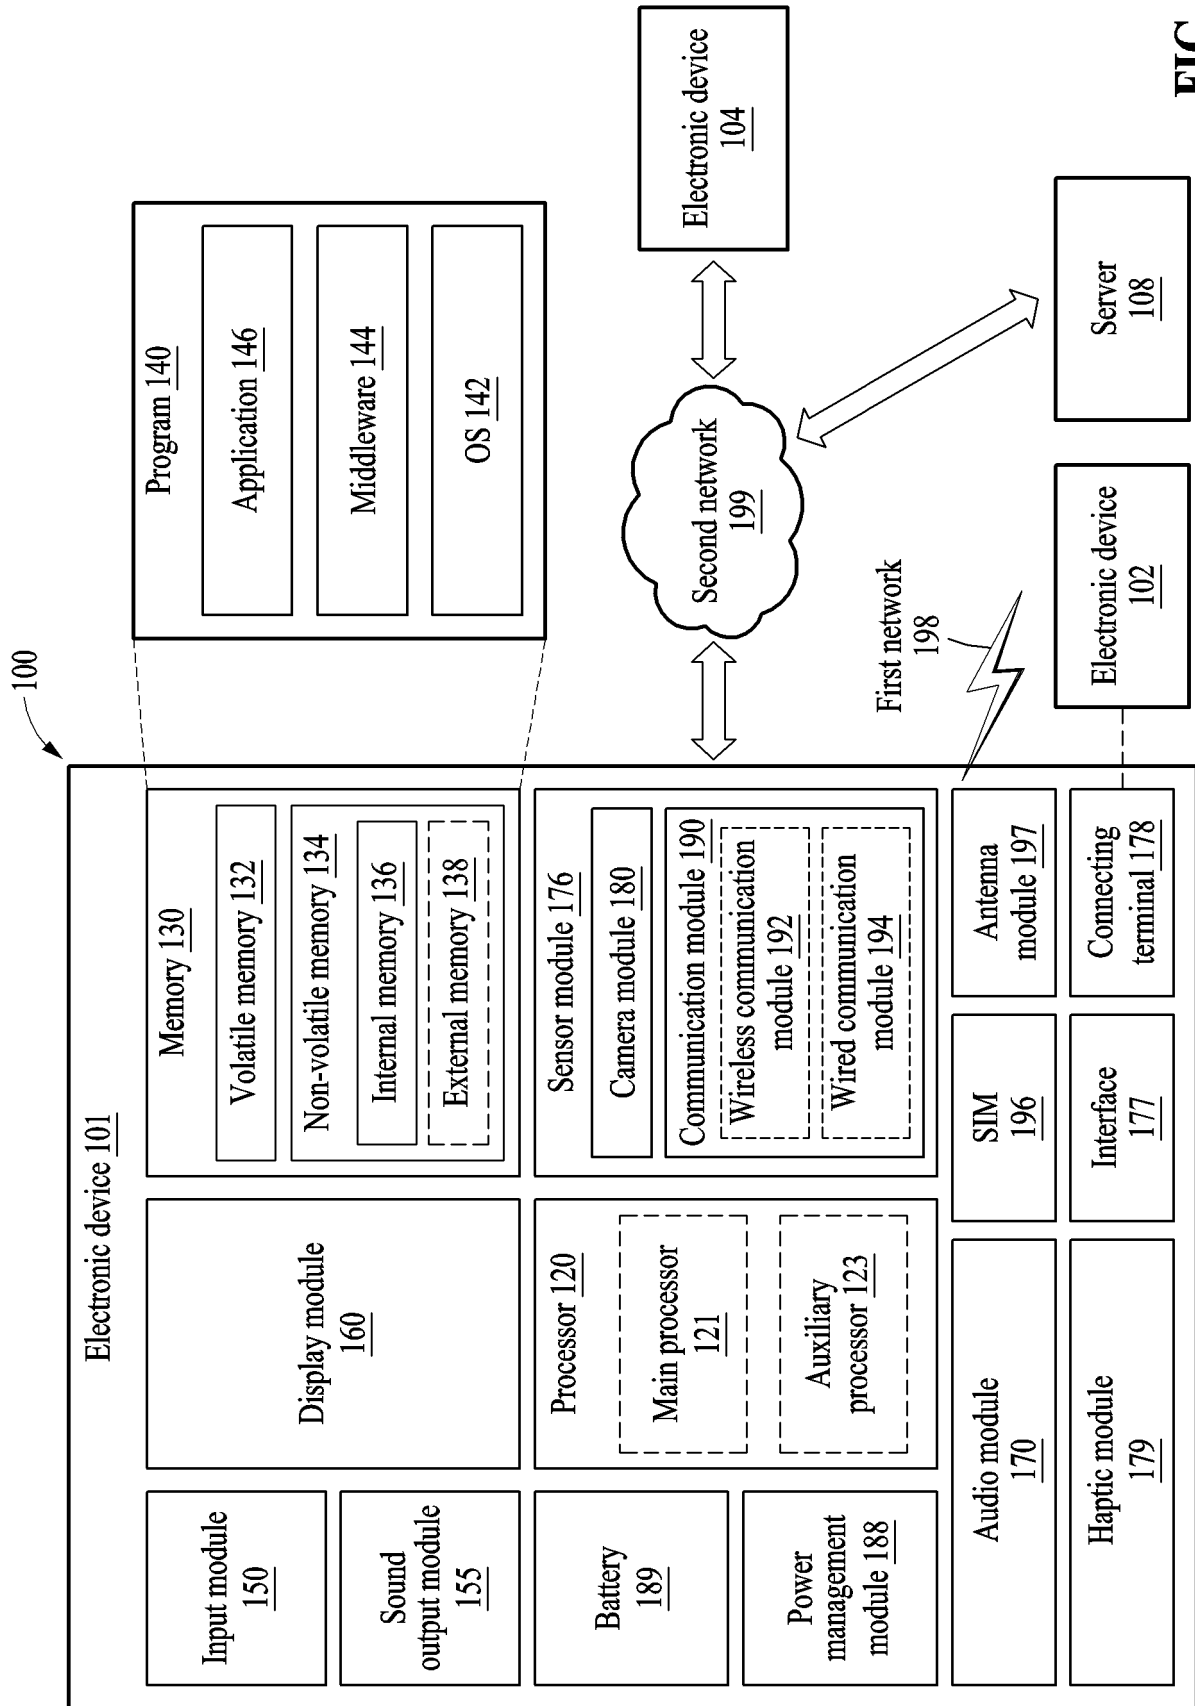 100
Electronic device 101
Input module
150
Sound
output module
155
Battery
189
Power
management
module 188
Display module
160
Processor 120
Main processor
121
Auxiliary
processor 123
Memory 130
Volatile memory 132
Non-volatile memory 134
Internal memory 136
External memory 138
Sensor module 176
Camera module 180
Communication module 190
Wireless communication
module 192
Wired communication
module 194
Audio module
170
SIM
196
Antenna
module 197
Haptic module
179
Interface
177
Connecting
terminal 178
Program 140
Application 146
Middleware 144
OS 142
Second network
199
Electronic device
104
First network
198
Electronic device
102
Server
108
FIG